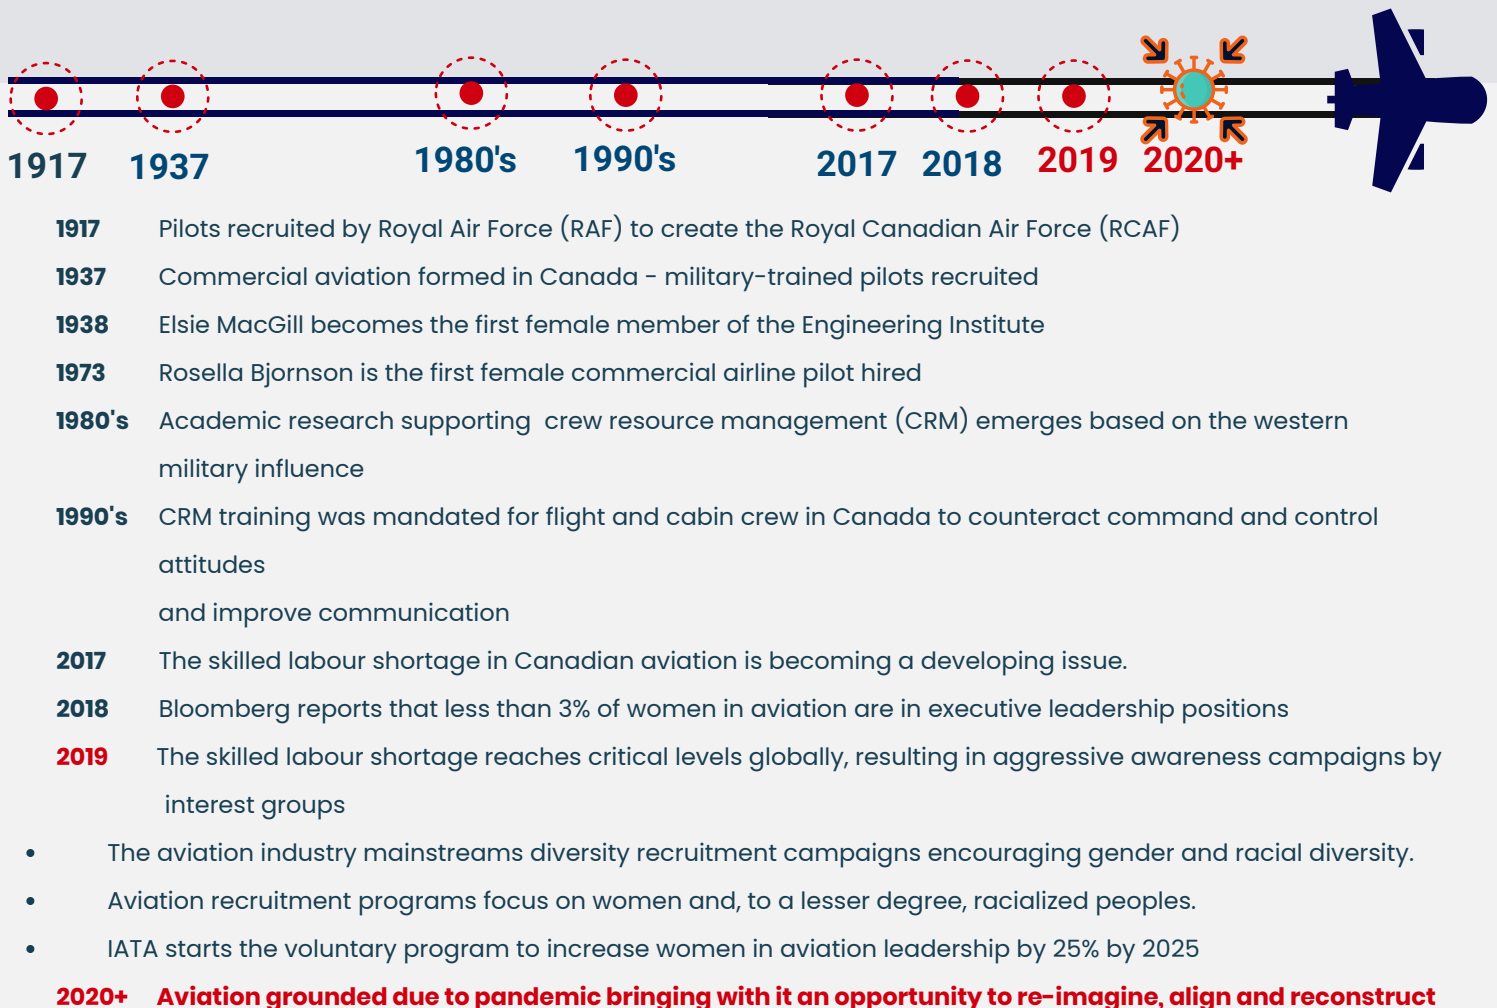 1917 1937 1980's 1990's 2017 2018 2019 2020+
1917 Pilots recruited by Royal Air Force (RAF) to create the Royal Canadian Air Force (RCAF)
1937 Commercial aviation formed in Canada - military-trained pilots recruited
1938 Elsie MacGill becomes the first female member of the Engineering Institute
1973 Rosella Bjornson is the first female commercial airline pilot hired
1980's Academic research supporting crew resource management (CRM) emerges based on the western
military influence
1990's CRM training was mandated for flight and cabin crew in Canada to counteract command and control
attitudes
and improve communication
2017 The skilled labour shortage in Canadian aviation is becoming a developing issue.
2018 Bloomberg reports that less than 3% of women in aviation are in executive leadership positions
2019 The skilled labour shortage reaches critical levels globally, resulting in aggressive awareness campaigns by
interest groups
• The aviation industry mainstreams diversity recruitment campaigns encouraging gender and racial diversity.
• Aviation recruitment programs focus on women and, to a lesser degree, racialized peoples.
• IATA starts the voluntary program to increase women in aviation leadership by 25% by 2025
2020+ Aviation grounded due to pandemic bringing with it an opportunity to re-imagine, align and reconstruct